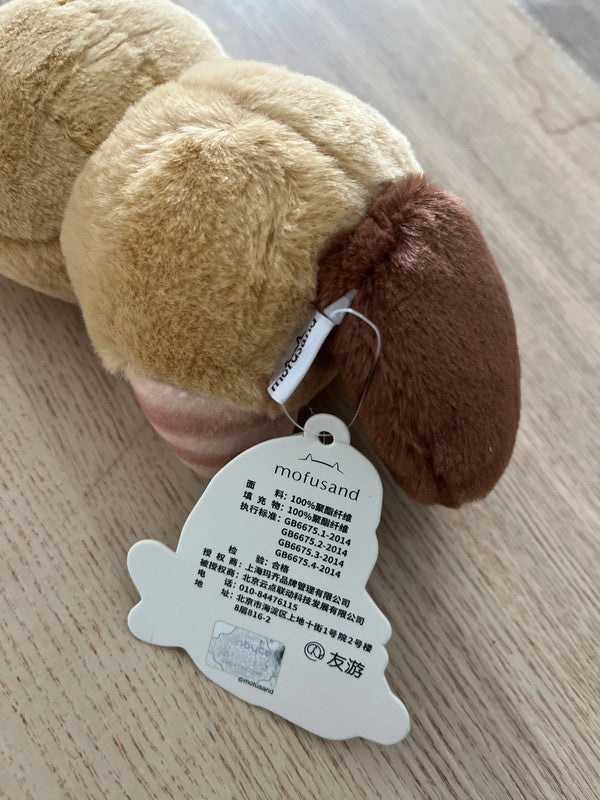 mofusand
mofusand
面 料：100%聚酯纤维
填 充 物：100%聚酯纤维
执行标准：GB6675.1-2014
GB6675.2-2014
GB6675.3-2014
GB6675.4-2014
检 验：合格
授 权 商：上海玛齐品牌管理有限公司
被授权商：北京云点联动科技发展有限公司
电 话：010-84476115
地 址：北京市海淀区上地十街1号院2号楼
8层816-2
友游
©mofusand